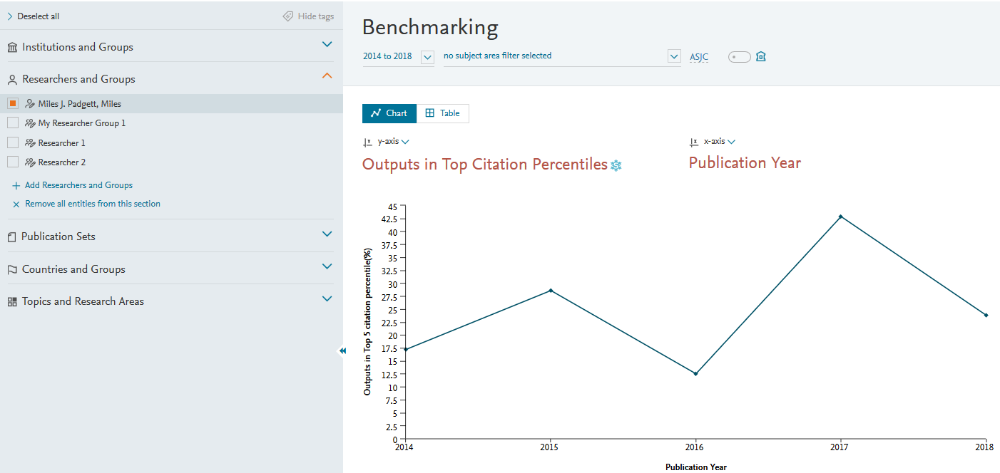 Deselect all
Hide tags
Institutions and Groups
Researchers and Groups
Miles J. Padgett, Miles
My Researcher Group 1
Researcher 1
Researcher 2
Add Researchers and Groups
Remove all entities from this section
Publication Sets
Countries and Groups
Topics and Research Areas
Benchmarking
2014 to 2018
no subject area filter selected
ASJC
Chart
Table
y-axis
x-axis
Outputs in Top Citation Percentiles
Publication Year
Outputs in Top 5 citation percentile(%)
45
42.5
40
37.5
35
32.5
30
27.5
25
22.5
20
17.5
15
12.5
10
7.5
5
2.5
0
2014 2015 2016 2017 2018
Publication Year